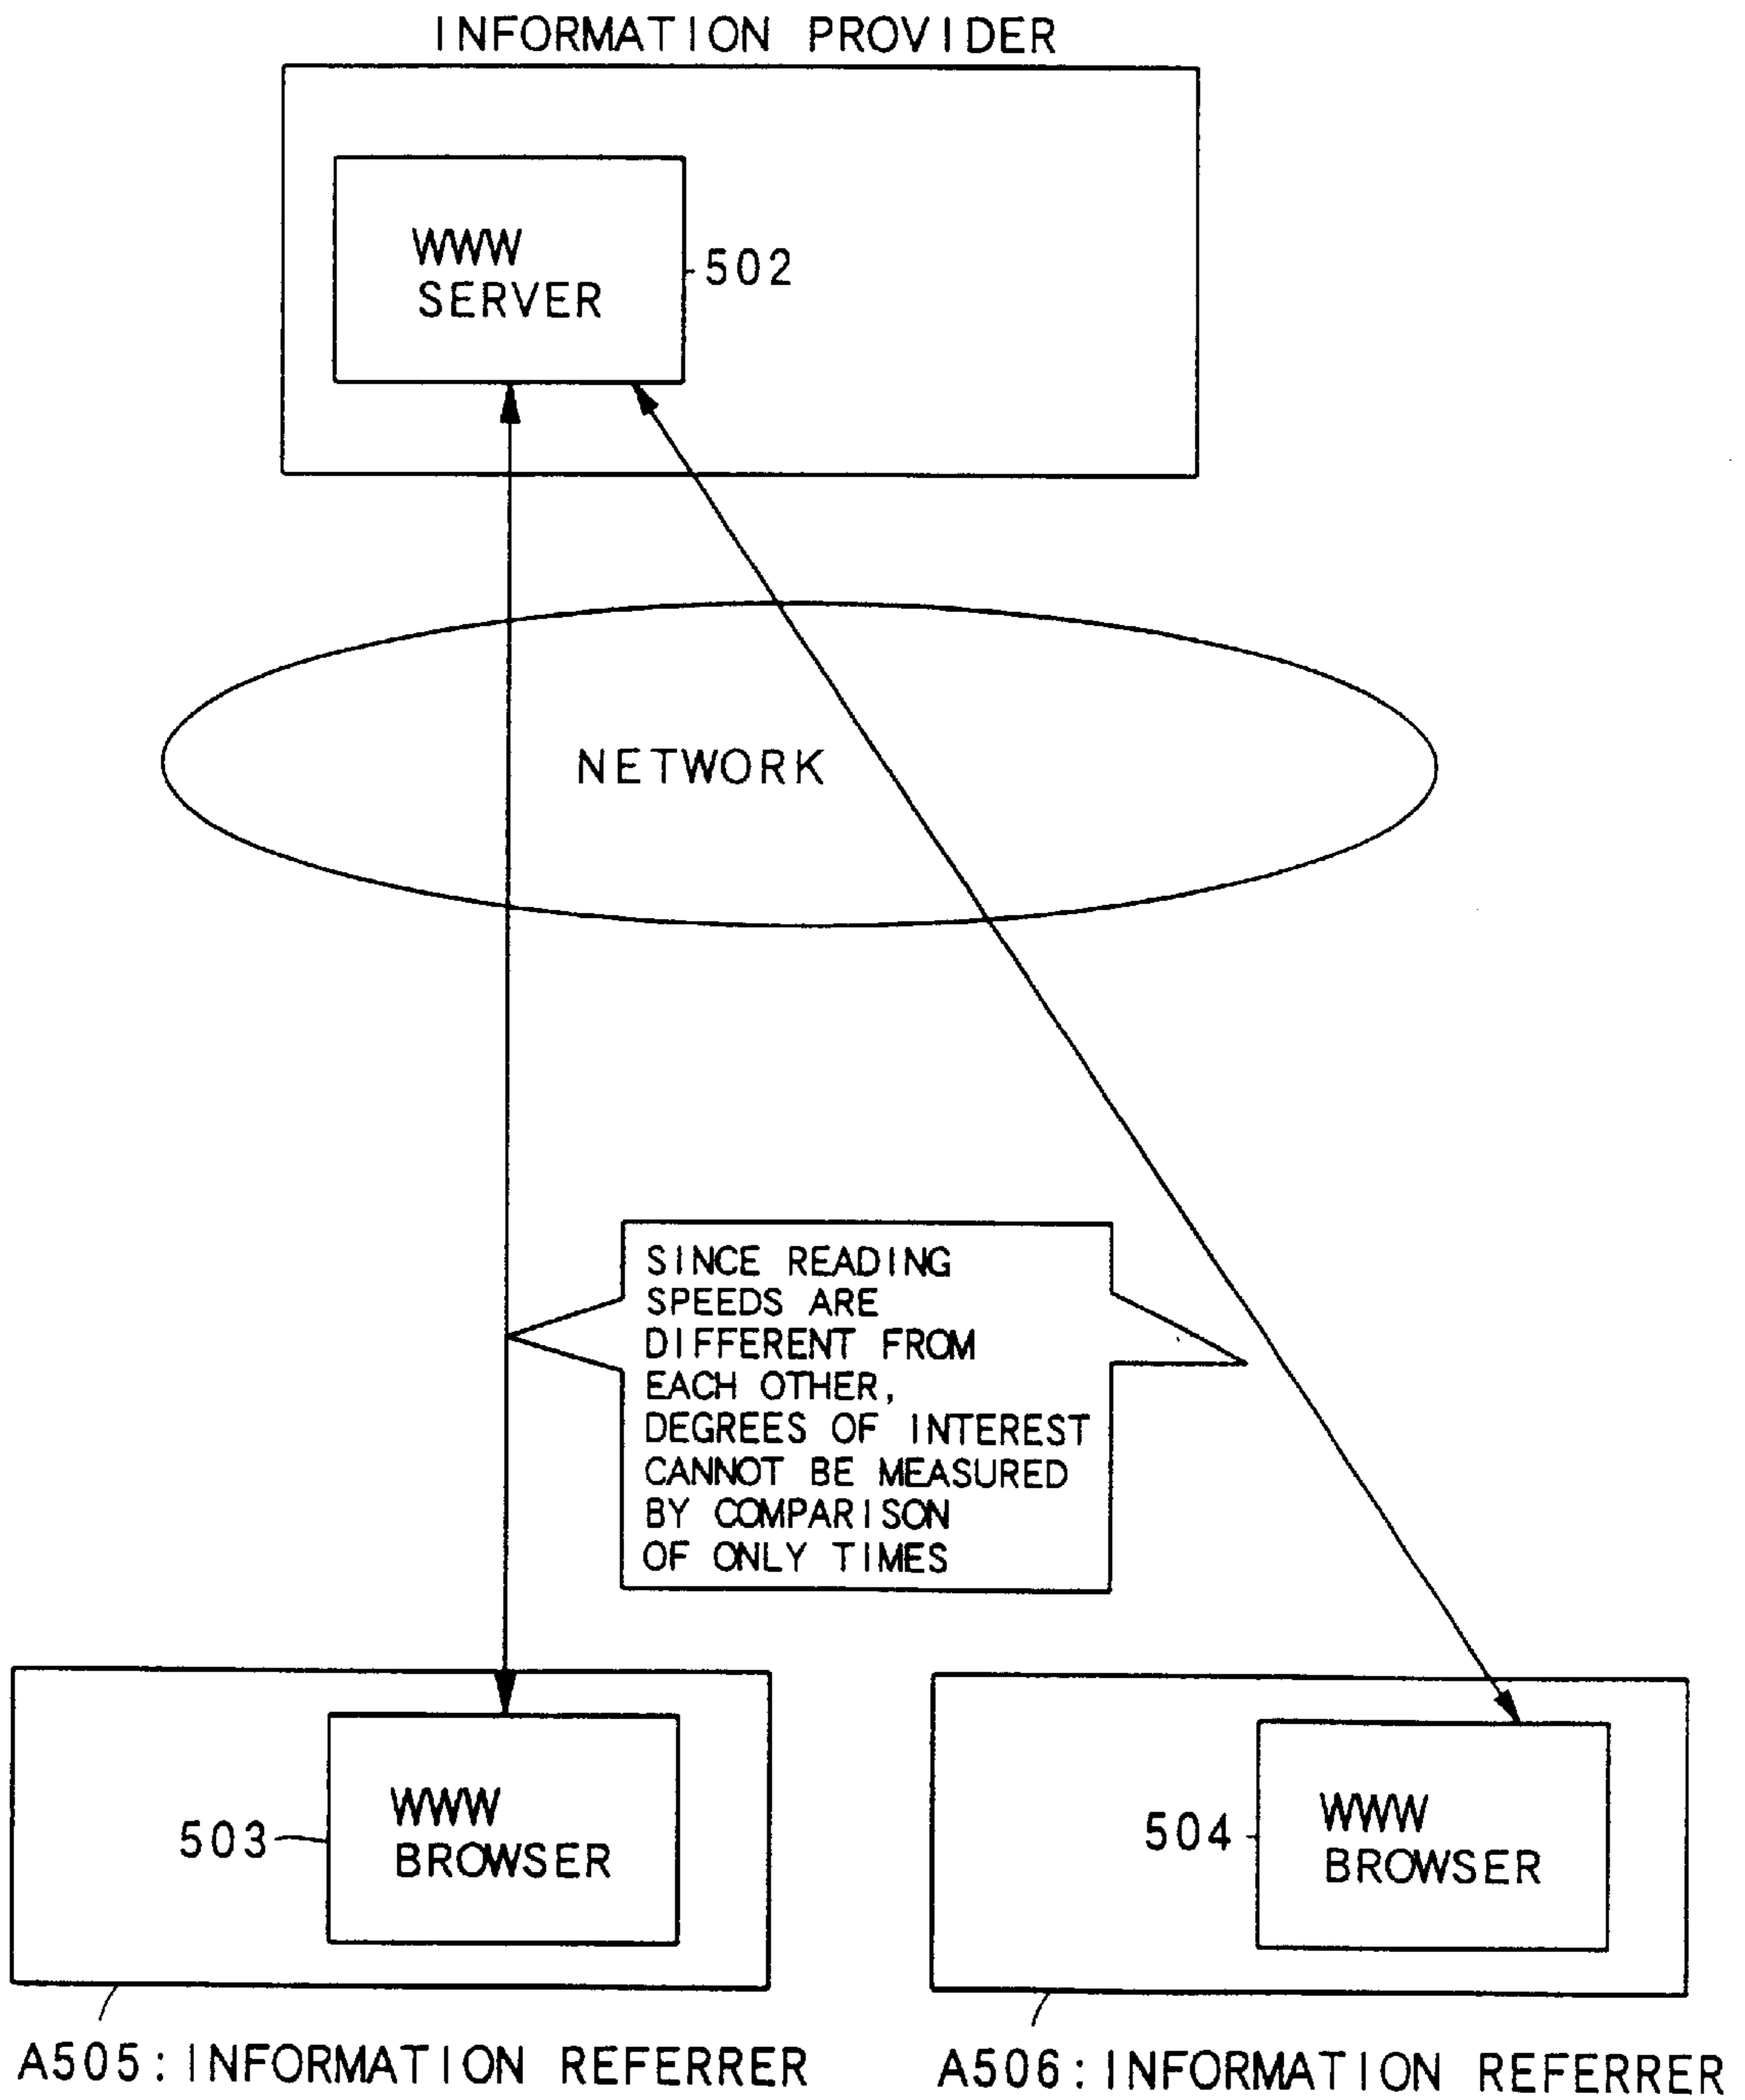 INFORMATION PROVIDER
WWW
SERVER
502
NETWORK
SINCE READING
SPEEDS ARE
DIFFERENT FROM
EACH OTHER,
DEGREES OF INTEREST
CANNOT BE MEASURED
BY COMPARISON
OF ONLY TIMES
503
WWW
BROWSER
504
WWW
BROWSER
A505:INFORMATION REFERRER
A506:INFORMATION REFERRER